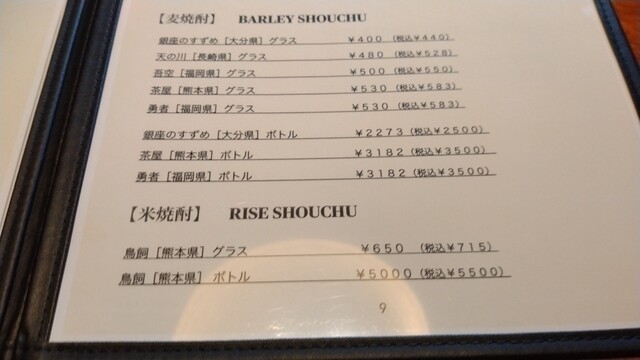 【麦焼酎】 BARLEY SHOUCHU
銀座のすずめ [大分県] グラス ￥４００ (税込￥４４０)
天の川 [長崎県] グラス ￥４８０ (税込￥５２８)
吾空 [福岡県] グラス ￥５００ (税込￥５５０)
茶屋 [熊本県] グラス ￥５３０ (税込￥５８３)
勇者 [福岡県] グラス ￥５３０ (税込￥５８３)
銀座のすずめ [大分県] ボトル ￥２２７３ (税込￥２５００)
茶屋 [熊本県] ボトル ￥３１８２ (税込￥３５００)
勇者 [福岡県] ボトル ￥３１８２ (税込￥３５００)
【米焼酎】 RISE SHOUCHU
鳥飼 [熊本県] グラス ￥６５０ (税込￥７１５)
鳥飼 [熊本県] ボトル ￥５０００ (税込￥５５００)
9